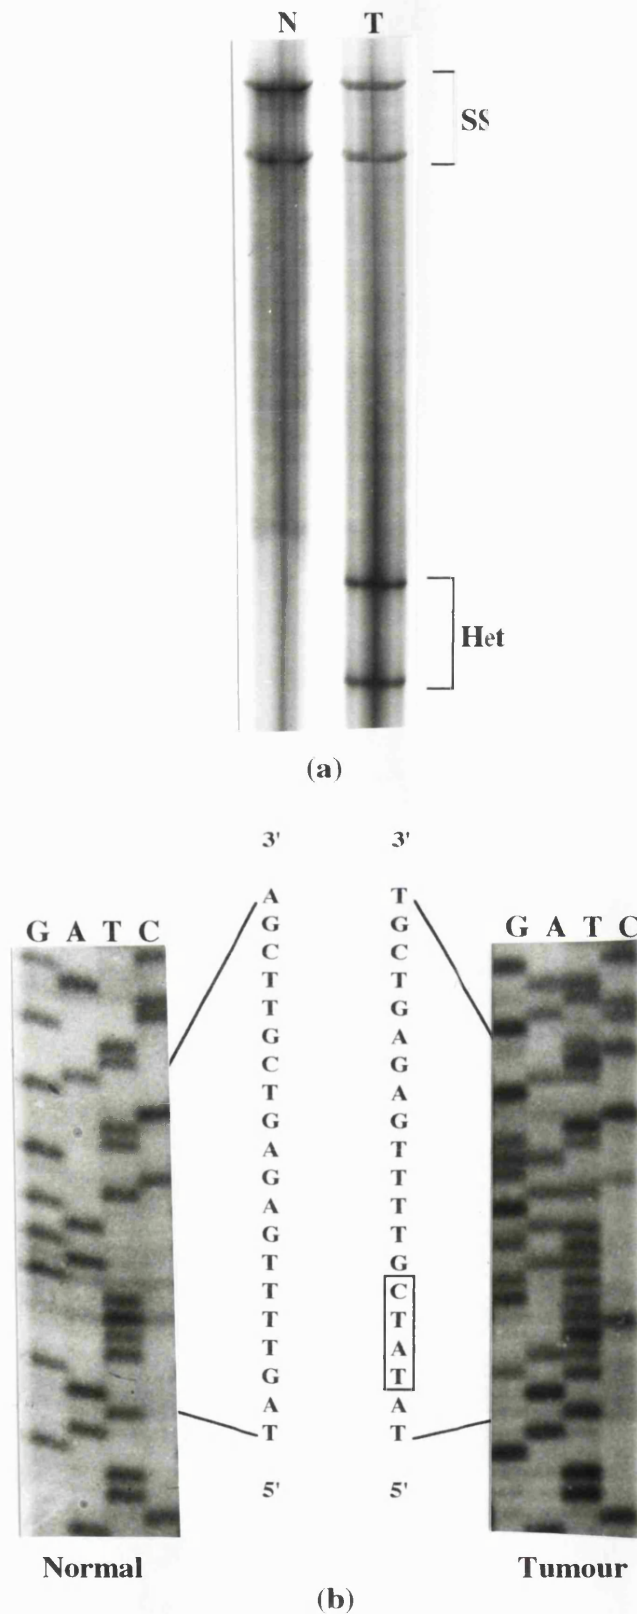 N T
SS
Het
(a)
3' 3'
A T
G A T C G G G A T C
C C
T T
T G
G A
C G
T A
G G
A T
G T
A T
G T
T G
T C
T T
T A
G T
A A
T T
5' 5'
Normal Tumour
(b)